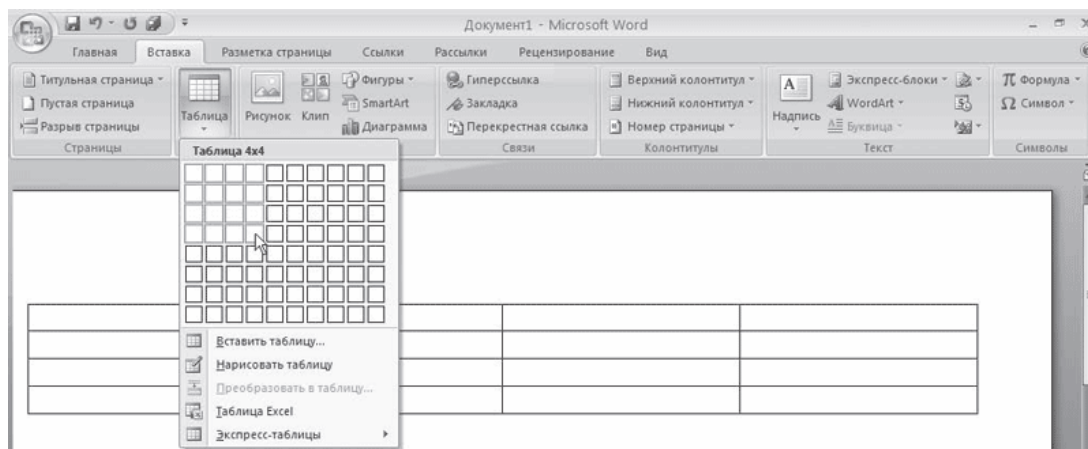 Документ1 - Microsoft Word
Главная Вставка Разметка страницы Ссылки Рассылки Рецензирование Вид
Титульная страница
Пустая страница
Разрыв страницы
Страницы
Таблица
Рисунок
Клип
Фигуры
SmartArt
Диаграмма
Гиперссылка
Закладка
Перекрестная ссылка
Связи
Верхний колонтитул
Нижний колонтитул
Номер страницы
Колонтитулы
Надпись
Экспресс-блоки
WordArt
Буквица
Текст
π Формула
Ω Символ
Символы
Таблица 4x4
Вставить таблицу...
Нарисовать таблицу
Преобразовать в таблицу...
Таблица Excel
Экспресс-таблицы